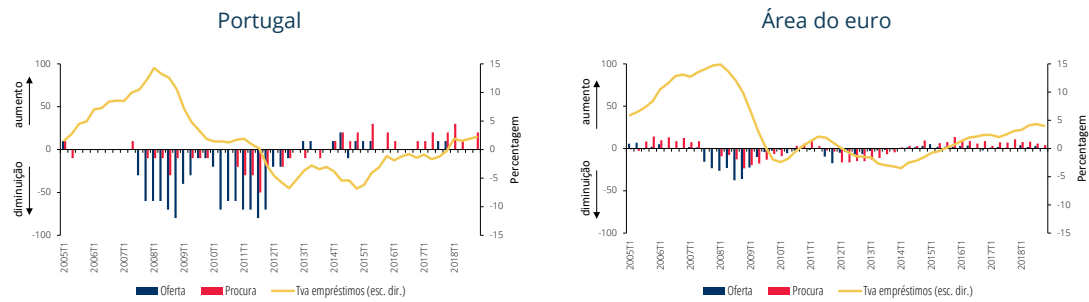 Portugal
100
50
0
-50
-100
aumento
diminuição
15
10
5
0
-5
-10
-15
Percentagem
2005T1
2006T1
2007T1
2008T1
2009T1
2010T1
2011T1
2012T1
2013T1
2014T1
2015T1
2016T1
2017T1
2018T1
Oferta Procura Tva empréstimos (esc. dir.)
Área do euro
100
50
0
-50
-100
aumento
diminuição
15
10
5
0
-5
-10
-15
Percentagem
2005T1
2006T1
2007T1
2008T1
2009T1
2010T1
2011T1
2012T1
2013T1
2014T1
2015T1
2016T1
2017T1
2018T1
Oferta Procura Tva empréstimos (esc. dir.)